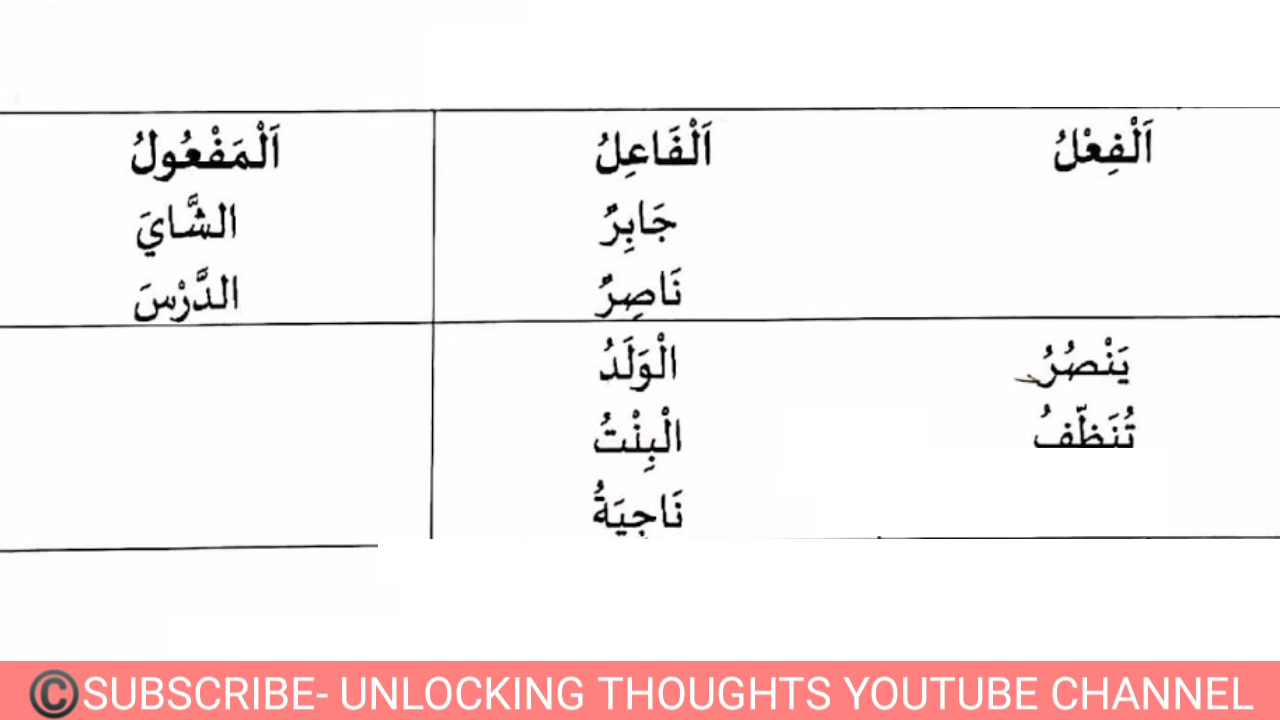 اَلْفِعْلُ اَلْفَاعِلُ اَلْمَفْعُولُ
جَابِرٌ الشَّايَ
نَاصِرٌ الدَّرْسَ
يَنْصُرُ الْوَلَدُ
تُنَظِّفُ الْبِنْتُ
نَاجِيَةُ
©SUBSCRIBE- UNLOCKING THOUGHTS YOUTUBE CHANNEL